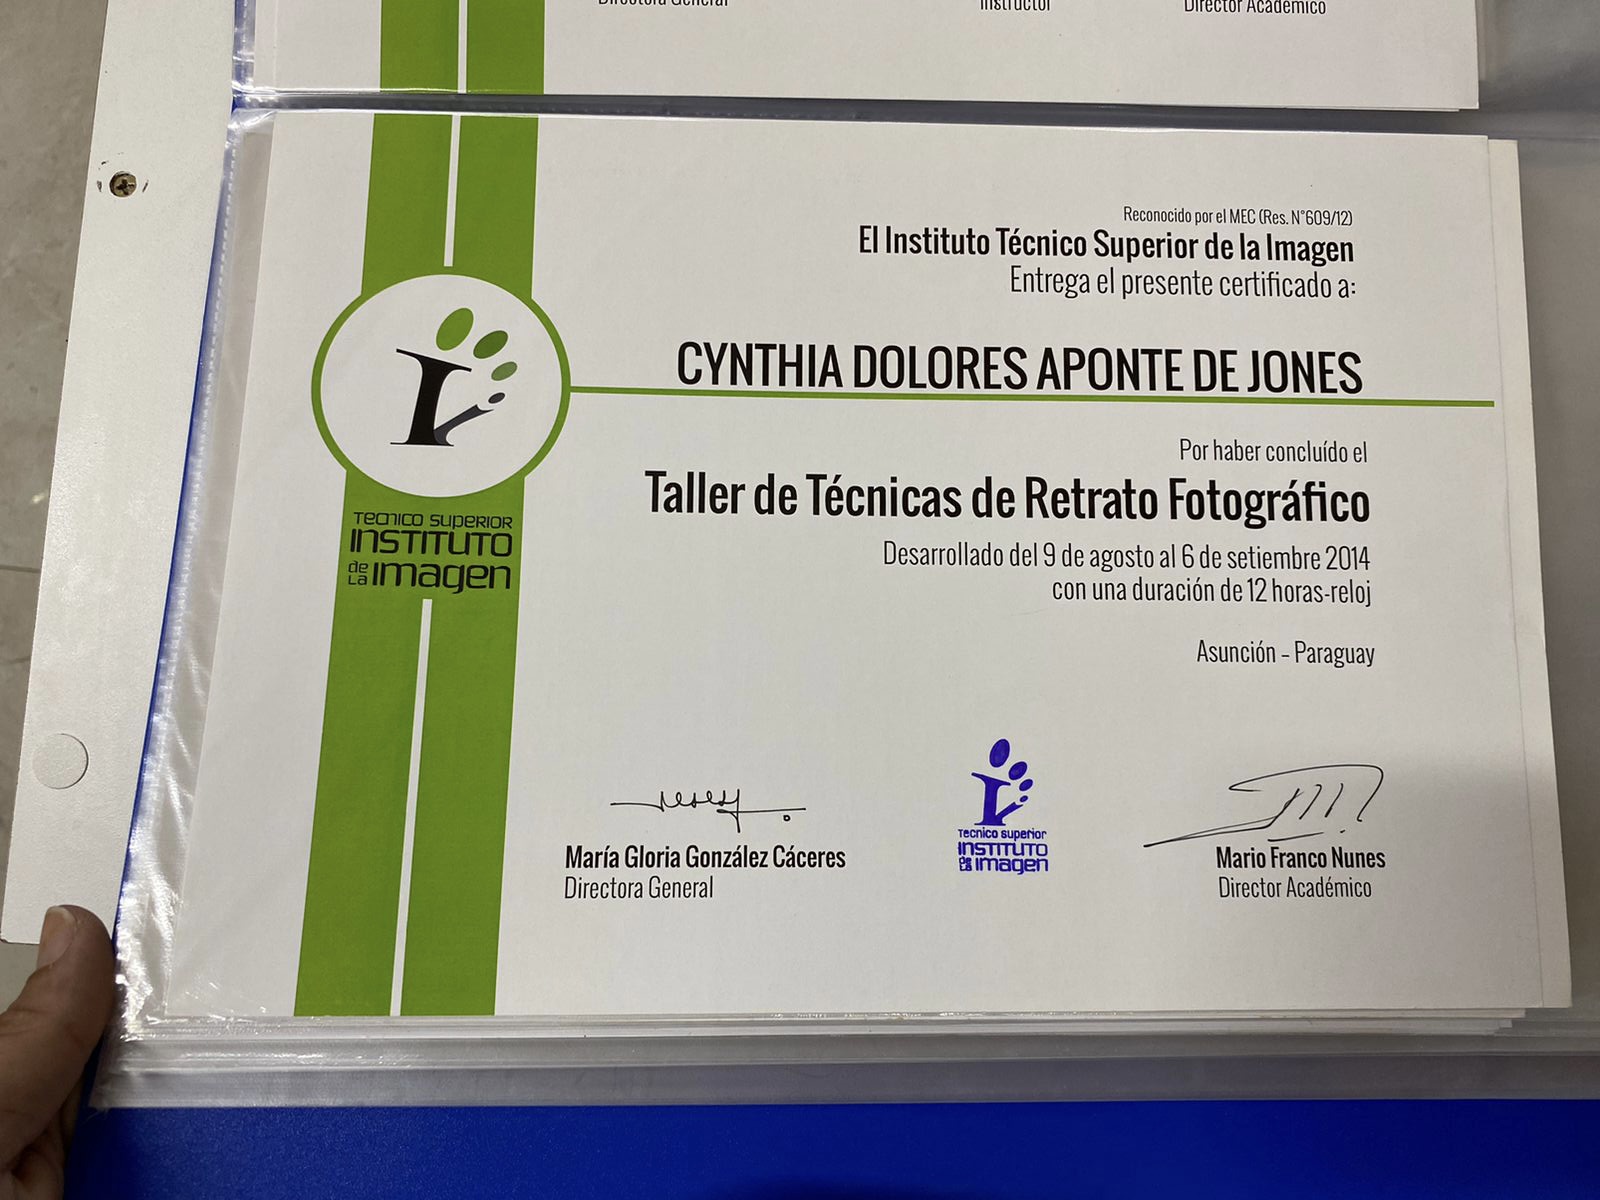 Directora General
Instructor
Director Académico
Reconocido por el MEC (Res. N°609/12)
El Instituto Técnico Superior de la Imagen
Entrega el presente certificado a:
CYNTHIA DOLORES APONTE DE JONES
Por haber concluído el
Taller de Técnicas de Retrato Fotográfico
Desarrollado del 9 de agosto al 6 de setiembre 2014
con una duración de 12 horas-reloj
Asunción – Paraguay
TECNICO SUPERIOR
INSTITUTO
de LA imagen
María Gloria González Cáceres
Directora General
TECNICO SUPERIOR
INSTITUTO
de LA imagen
Mario Franco Nunes
Director Académico